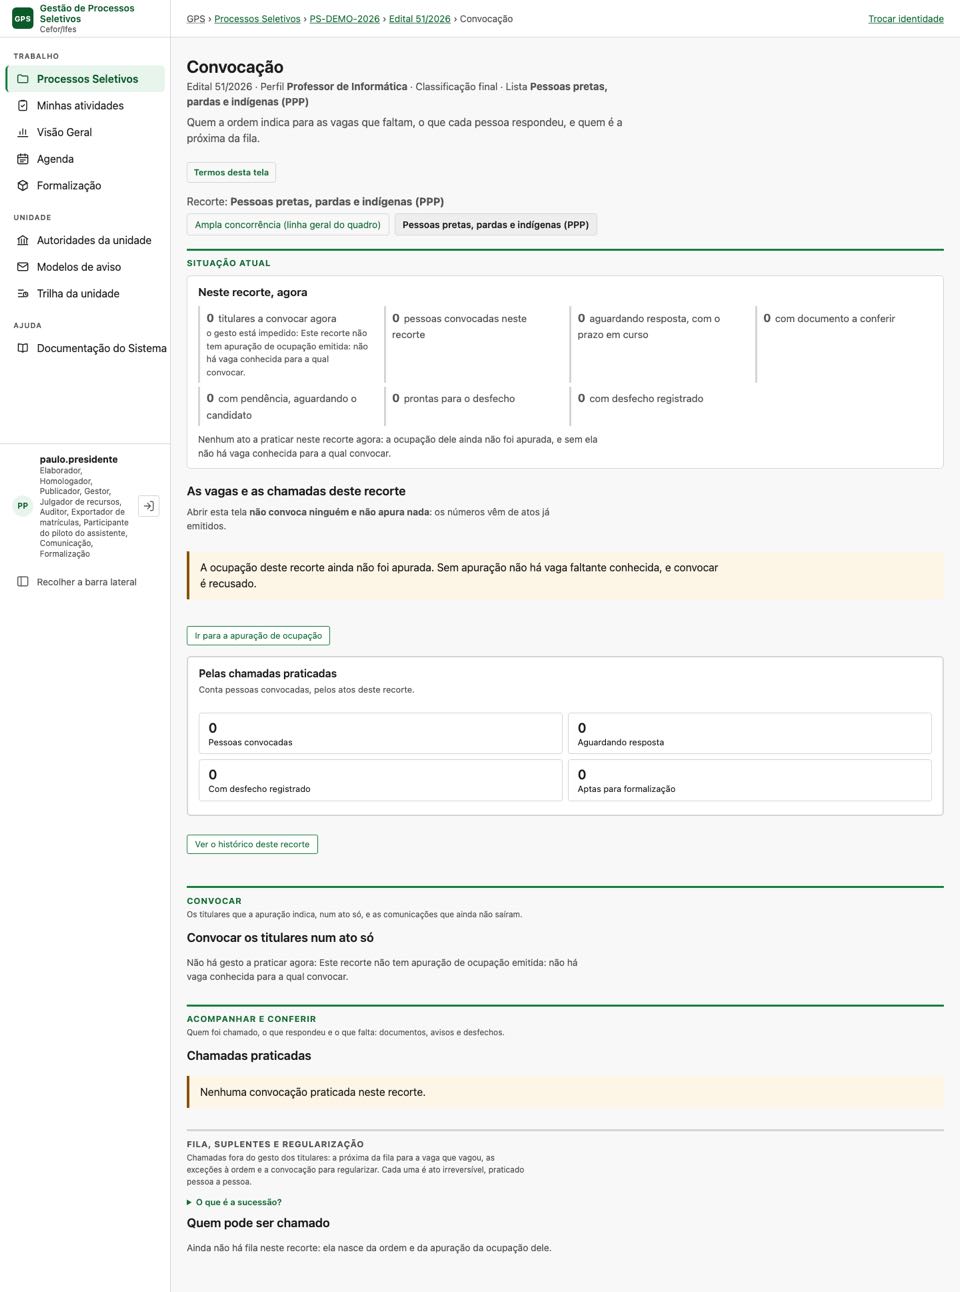 GPS
Gestão de Processos
Seletivos
Cefor/Ifes
TRABALHO
Processos Seletivos
Minhas atividades
Visão Geral
Agenda
Formalização
UNIDADE
Autoridades da unidade
Modelos de aviso
Trilha da unidade
AJUDA
Documentação do Sistema
PP
paulo.presidente
Elaborador,
Homologador,
Publicador, Gestor,
Julgador de recursos,
Auditor, Exportador de
matrículas, Participante
do piloto do assistente,
Comunicação,
Formalização
Recolher a barra lateral
GPS › Processos Seletivos › PS-DEMO-2026 › Edital 51/2026 › Convocação
Trocar identidade
Convocação
Edital 51/2026 · Perfil Professor de Informática · Classificação final · Lista Pessoas pretas,
pardas e indígenas (PPP)
Quem a ordem indica para as vagas que faltam, o que cada pessoa respondeu, e quem é a
próxima da fila.
Termos desta tela
Recorte: Pessoas pretas, pardas e indígenas (PPP)
Ampla concorrência (linha geral do quadro)
Pessoas pretas, pardas e indígenas (PPP)
SITUAÇÃO ATUAL
Neste recorte, agora
0 titulares a convocar agora
o gesto está impedido: Este recorte não
tem apuração de ocupação emitida: não
há vaga conhecida para a qual
convocar.
0 pessoas convocadas neste
recorte
0 aguardando resposta, com o
prazo em curso
0 com documento a conferir
0 com pendência, aguardando o
candidato
0 prontas para o desfecho
0 com desfecho registrado
Nenhum ato a praticar neste recorte agora: a ocupação dele ainda não foi apurada, e sem ela
não há vaga conhecida para a qual convocar.
As vagas e as chamadas deste recorte
Abrir esta tela não convoca ninguém e não apura nada: os números vêm de atos já
emitidos.
A ocupação deste recorte ainda não foi apurada. Sem apuração não há vaga faltante conhecida, e convocar
é recusado.
Ir para a apuração de ocupação
Pelas chamadas praticadas
Conta pessoas convocadas, pelos atos deste recorte.
0
Pessoas convocadas
0
Aguardando resposta
0
Com desfecho registrado
0
Aptas para formalização
Ver o histórico deste recorte
CONVOCAR
Os titulares que a apuração indica, num ato só, e as comunicações que ainda não saíram.
Convocar os titulares num ato só
Não há gesto a praticar agora: Este recorte não tem apuração de ocupação emitida: não há
vaga conhecida para a qual convocar.
ACOMPANHAR E CONFERIR
Quem foi chamado, o que respondeu e o que falta: documentos, avisos e desfechos.
Chamadas praticadas
Nenhuma convocação praticada neste recorte.
FILA, SUPLENTES E REGULARIZAÇÃO
Chamadas fora do gesto dos titulares: a próxima da fila para a vaga que vagou, as
exceções à ordem e a convocação para regularizar. Cada uma é ato irreversível, praticado
pessoa a pessoa.
▶ O que é a sucessão?
Quem pode ser chamado
Ainda não há fila neste recorte: ela nasce da ordem e da apuração da ocupação dele.